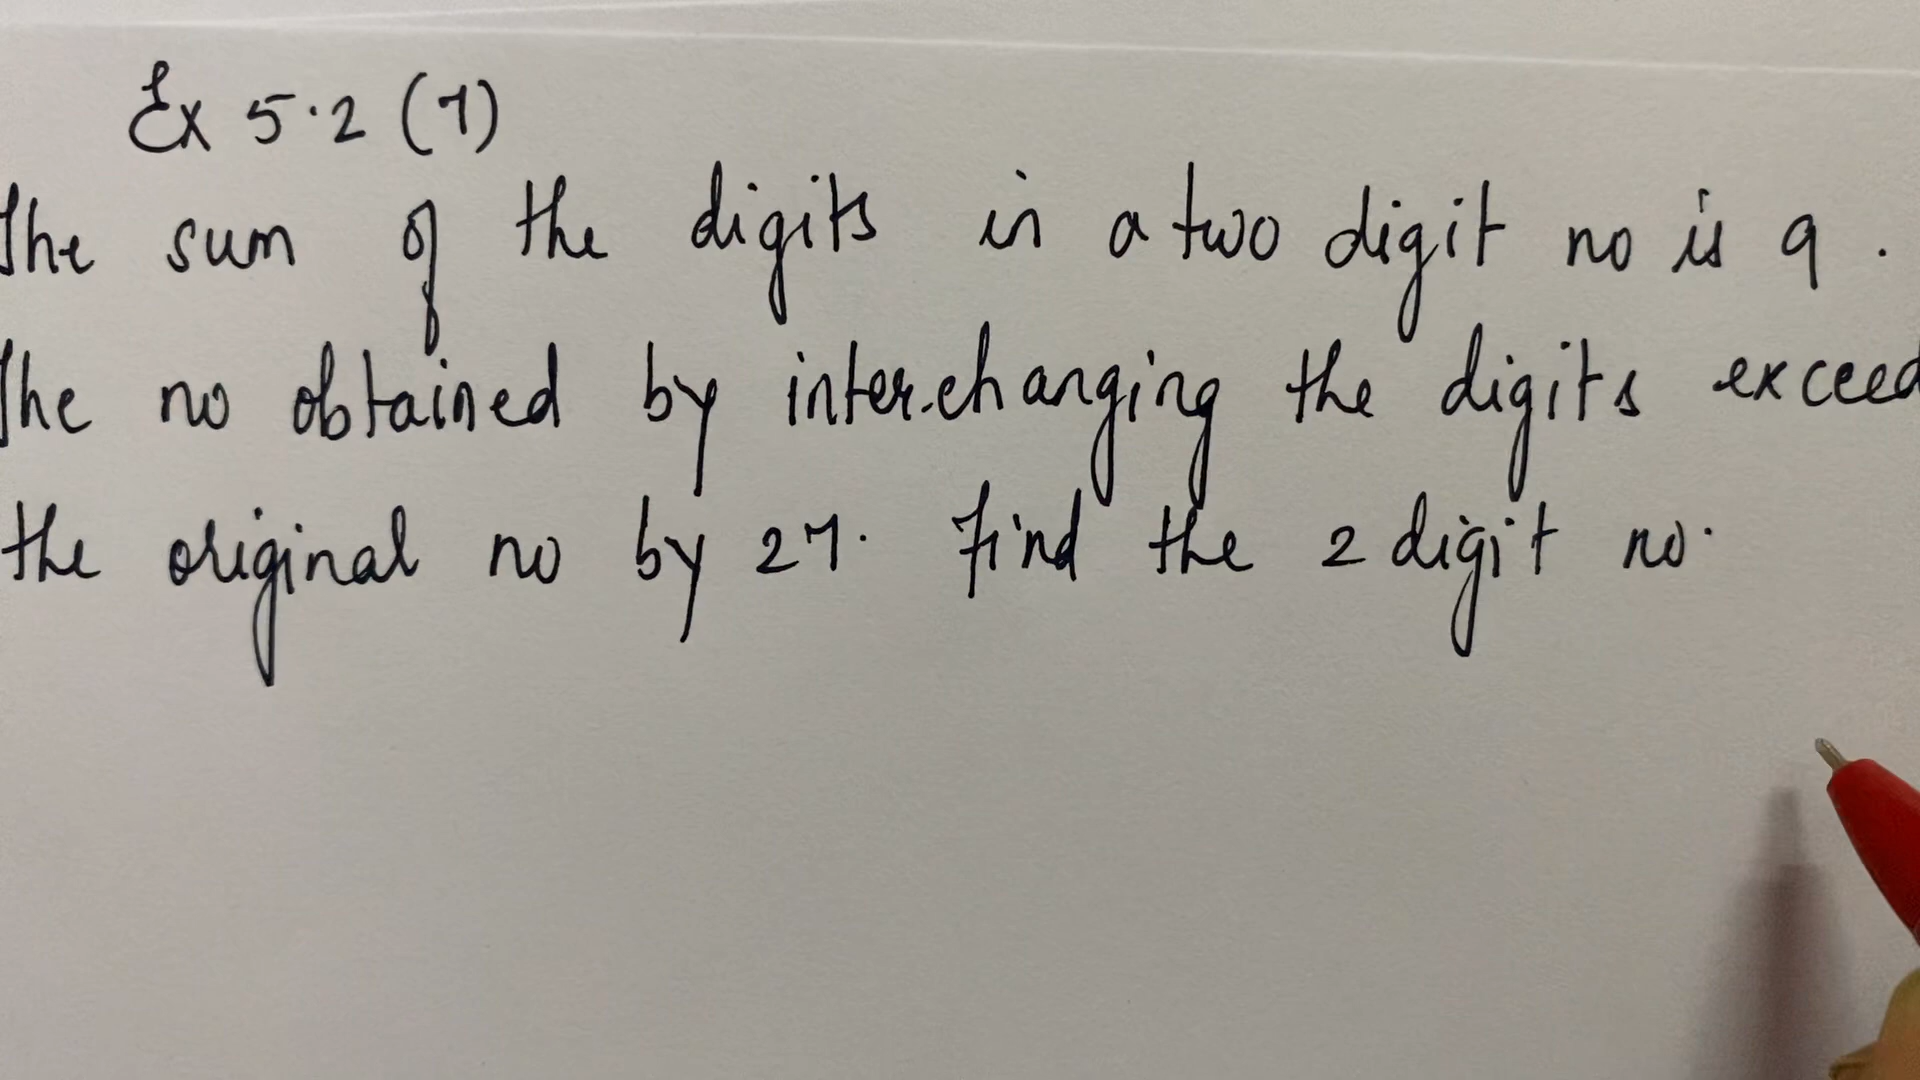 Ex 5.2 (7)
The sum of the digits in a two digit no is 9.
The no obtained by interchanging the digits exceed
the original no by 27. Find the 2 digit no.